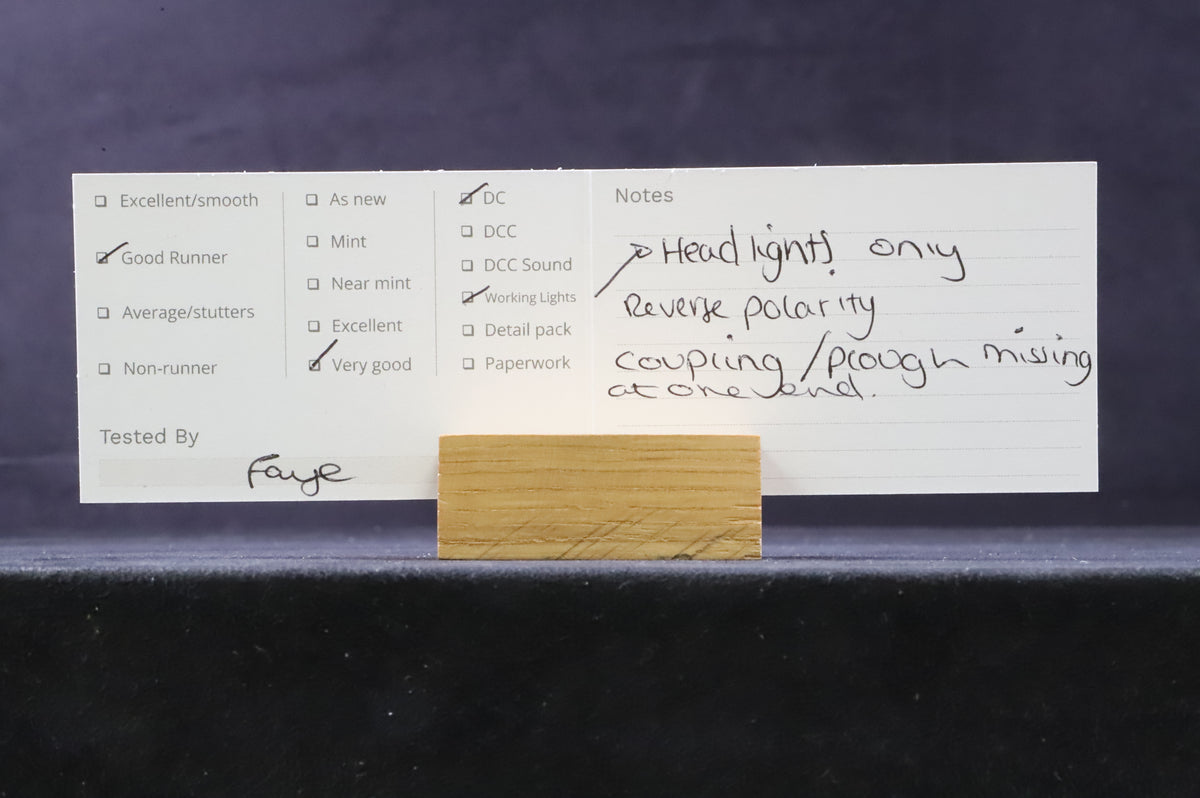 Excellent/smooth
Good Runner
Average/stutters
Non-runner
As new
Mint
Near mint
Excellent
Very good
DC
DCC
DCC Sound
Working Lights
Detail pack
Paperwork
Tested By
Faye
Notes
Head lights only
Reverse polarity
coupling / plough missing
at one end.